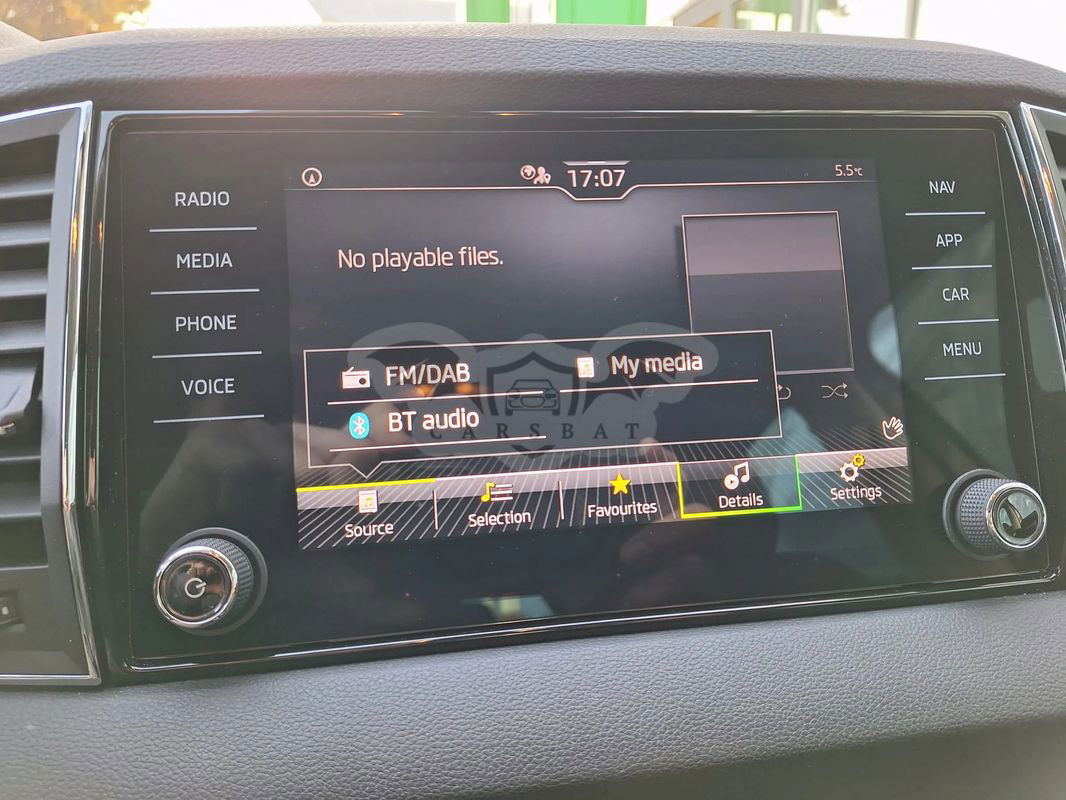 RADIO
MEDIA
PHONE
VOICE
17:07
5.5°C
No playable files.
FM/DAB
My media
BT audio
CARSBAT
Source
Selection
Favourites
Details
Settings
NAV
APP
CAR
MENU